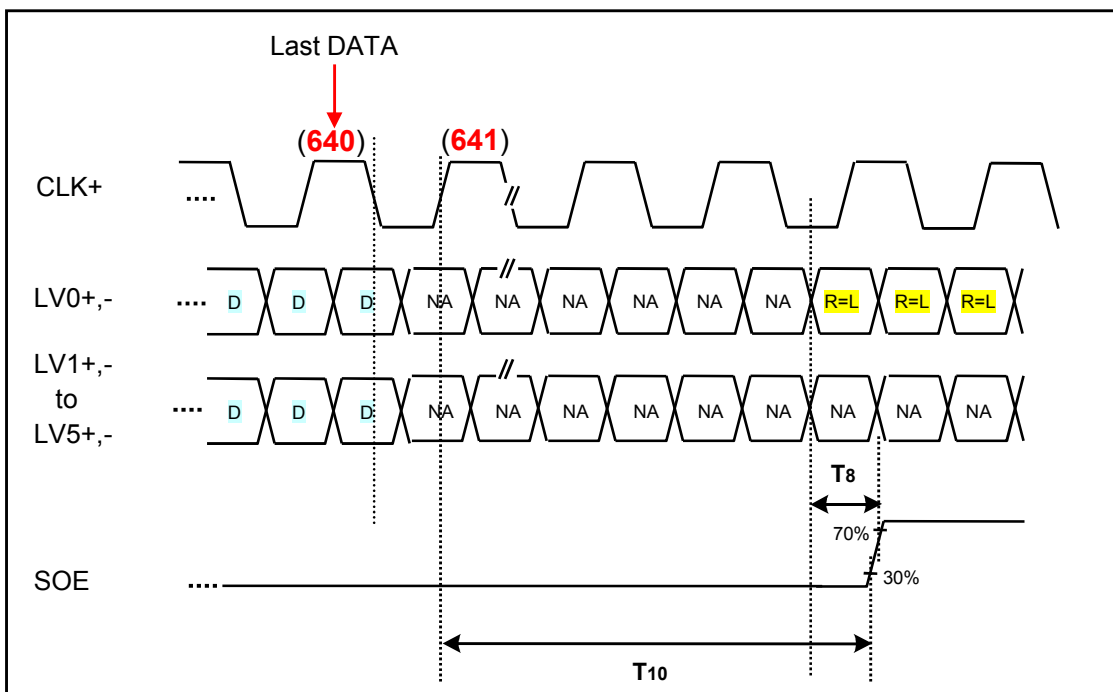 Last DATA
(640) (641)
CLK+ ....
LV0+,- .... D D D NA NA NA NA NA NA R=L R=L R=L
LV1+,-
to
LV5+,- .... D D D NA NA NA NA NA NA NA NA NA
T8
70%
SOE .... 30%
T10